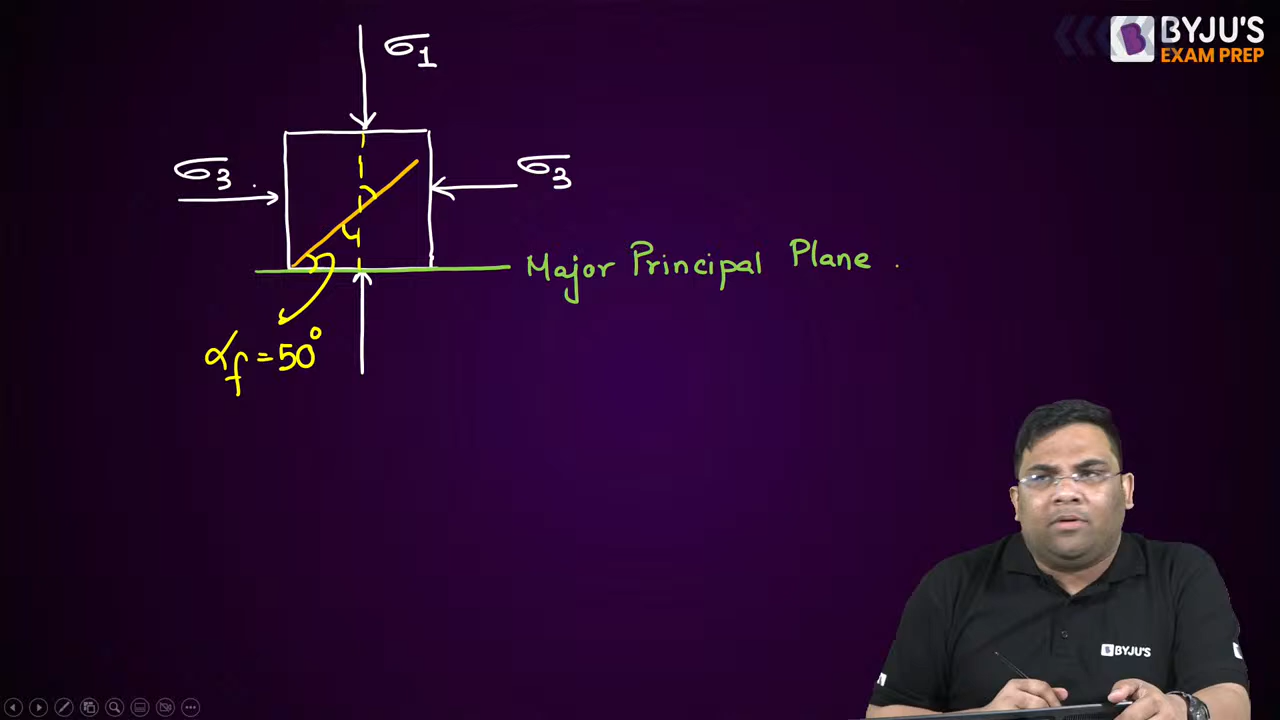 BYJU'S
EXAM PREP
σ1
σ3
σ3
Major Principal Plane .
αf = 50°
BYJU'S